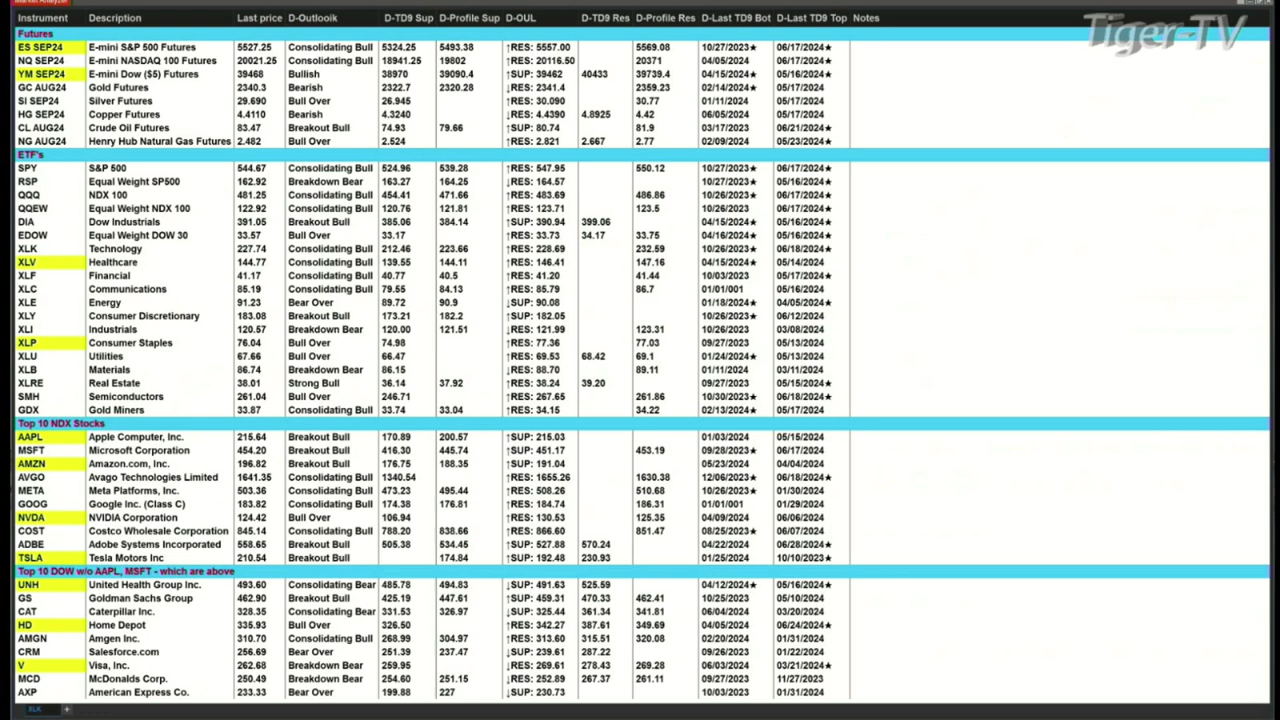 Market Analyzer
Instrument Description Last price D-Outlooik D-TD9 Sup D-Profile Sup D-OUL D-TD9 Res D-Profile Res D-Last TD9 Bot D-Last TD9 Top Notes
Tiger-TV
Futures
ES SEP24 E-mini S&P 500 Futures 5527.25 Consolidating Bull 5324.25 5493.38 ↑RES: 5557.00 5569.08 10/27/2023★ 06/17/2024★
NQ SEP24 E-mini NASDAQ 100 Futures 20021.25 Consolidating Bull 18941.25 19802 ↑RES: 20116.50 20371 04/05/2024 06/17/2024★
YM SEP24 E-mini Dow ($5) Futures 39468 Bullish 38970 39090.4 ↑SUP: 39462 40433 39739.4 04/15/2024★ 05/16/2024★
GC AUG24 Gold Futures 2340.3 Bearish 2322.7 2320.28 ↓RES: 2341.4 2359.23 02/14/2024★ 05/17/2024
SI SEP24 Silver Futures 29.690 Bull Over 26.945 ↑RES: 30.090 30.77 01/11/2024 05/17/2024
HG SEP24 Copper Futures 4.4110 Bearish 4.3240 ↓RES: 4.4390 4.8925 4.42 06/05/2024 05/17/2024
CL AUG24 Crude Oil Futures 83.47 Breakout Bull 74.93 79.66 ↑SUP: 80.74 81.9 03/17/2023 06/21/2024★
NG AUG24 Henry Hub Natural Gas Futures 2.482 Bull Over 2.524 ↑RES: 2.821 2.667 2.77 02/09/2024 05/23/2024★
ETF's
SPY S&P 500 544.67 Consolidating Bull 524.96 539.28 ↑RES: 547.95 550.12 10/27/2023★ 06/17/2024★
RSP Equal Weight SP500 162.92 Breakdown Bear 163.27 164.25 ↓RES: 164.57 10/27/2023★ 05/16/2024★
QQQ NDX 100 481.25 Consolidating Bull 454.41 471.66 ↑RES: 483.69 486.86 10/26/2023★ 06/17/2024★
QQEW Equal Weight NDX 100 122.92 Consolidating Bull 120.76 121.81 ↑RES: 123.71 123.5 10/26/2023 06/17/2024★
DIA Dow Industrials 391.05 Breakout Bull 385.06 384.14 ↑SUP: 390.94 399.06 04/15/2024★ 05/16/2024★
EDOW Equal Weight DOW 30 33.57 Bull Over 33.17 ↑RES: 33.73 34.17 33.75 04/16/2024★ 05/16/2024★
XLK Technology 227.74 Consolidating Bull 212.46 223.66 ↑RES: 228.69 232.59 10/26/2023★ 06/18/2024★
XLV Healthcare 144.77 Consolidating Bull 139.55 144.11 ↑RES: 146.41 147.16 04/15/2024★ 05/14/2024
XLF Financial 41.17 Consolidating Bull 40.77 40.5 ↑RES: 41.20 41.44 10/03/2023 05/17/2024★
XLC Communications 85.19 Consolidating Bull 79.55 84.13 ↑RES: 85.79 86.7 01/01/001 05/17/2024
XLE Energy 91.23 Bear Over 89.72 90.9 ↓SUP: 90.08 01/18/2024★ 04/05/2024★
XLY Consumer Discretionary 183.08 Breakout Bull 173.21 182.2 ↑SUP: 182.05 10/26/2023★ 06/12/2024
XLI Industrials 120.57 Breakdown Bear 120.00 121.51 ↓RES: 121.99 123.31 10/26/2023 03/08/2024
XLP Consumer Staples 76.04 Bull Over 74.98 ↑RES: 77.36 77.03 09/27/2023 05/13/2024
XLU Utilities 67.66 Bull Over 66.47 ↑RES: 69.53 68.42 69.1 01/24/2024★ 05/13/2024
XLB Materials 86.74 Breakdown Bear 86.15 ↓RES: 88.70 89.11 01/11/2024 03/11/2024
XLRE Real Estate 38.01 Strong Bull 36.14 37.92 ↑RES: 38.24 39.20 09/27/2023 05/15/2024★
SMH Semiconductors 261.04 Bull Over 246.71 ↑RES: 267.65 261.86 10/30/2023★ 06/18/2024★
GDX Gold Miners 33.87 Consolidating Bull 33.74 33.04 ↑RES: 34.15 34.22 02/13/2024★ 05/17/2024
Top 10 NDX Stocks
AAPL Apple Computer, Inc. 215.64 Breakout Bull 170.89 200.57 ↑SUP: 215.03 01/03/2024 05/15/2024
MSFT Microsoft Corporation 454.20 Breakout Bull 416.30 445.74 ↑SUP: 451.17 453.19 09/28/2023★ 06/17/2024
AMZN Amazon.com, Inc. 196.82 Breakout Bull 176.75 188.35 ↑SUP: 191.04 05/23/2024 04/04/2024
AVGO Avago Technologies Limited 1641.35 Consolidating Bull 1340.54 ↑RES: 1655.26 1630.38 12/06/2023★ 06/18/2024★
META Meta Platforms, Inc. 503.36 Consolidating Bull 473.23 495.44 ↑RES: 508.26 510.68 10/26/2023★ 01/30/2024
GOOG Google Inc. (Class C) 183.82 Consolidating Bull 174.38 176.81 ↑RES: 184.74 186.31 01/01/001 01/29/2024
NVDA NVIDIA Corporation 124.42 Bull Over 106.94 ↑RES: 130.53 125.35 04/09/2024 06/06/2024
COST Costco Wholesale Corporation 845.14 Consolidating Bull 788.20 838.66 ↑RES: 866.60 851.47 08/25/2023★ 06/07/2024
ADBE Adobe Systems Incorporated 558.65 Breakout Bull 505.38 534.45 ↑SUP: 527.88 570.24 04/22/2024 06/28/2024★
TSLA Tesla Motors Inc 210.54 Breakout Bull 174.84 ↑SUP: 192.48 230.93 01/25/2024 10/10/2023★
Top 10 DOW w/o AAPL, MSFT - which are above
UNH United Health Group Inc. 493.60 Consolidating Bear 485.78 494.83 ↓SUP: 491.63 525.59 04/12/2024★ 05/16/2024★
GS Goldman Sachs Group 462.90 Breakout Bull 425.19 447.61 ↑SUP: 459.31 470.33 462.41 10/25/2023 05/10/2024
CAT Caterpillar Inc. 328.35 Consolidating Bear 331.53 326.97 ↓SUP: 325.44 361.34 341.81 06/04/2024 03/20/2024
HD Home Depot 335.93 Bull Over 326.50 ↑RES: 342.27 387.61 349.69 04/05/2024 06/24/2024★
AMGN Amgen Inc. 310.70 Consolidating Bull 268.99 304.97 ↑RES: 313.60 315.51 320.08 02/20/2024 01/31/2024
CRM Salesforce.com 256.69 Bear Over 251.39 237.47 ↓SUP: 239.61 287.22 09/26/2023 01/22/2024
V Visa, Inc. 262.68 Breakdown Bear 259.95 ↓RES: 269.61 278.43 269.28 06/03/2024 03/21/2024★
MCD McDonalds Corp. 250.49 Breakdown Bear 254.60 251.15 ↓RES: 252.89 267.37 261.11 09/27/2023 11/27/2023
AXP American Express Co. 233.33 Bear Over 199.88 227 ↓SUP: 230.73 10/03/2023 01/31/2024
XLK +